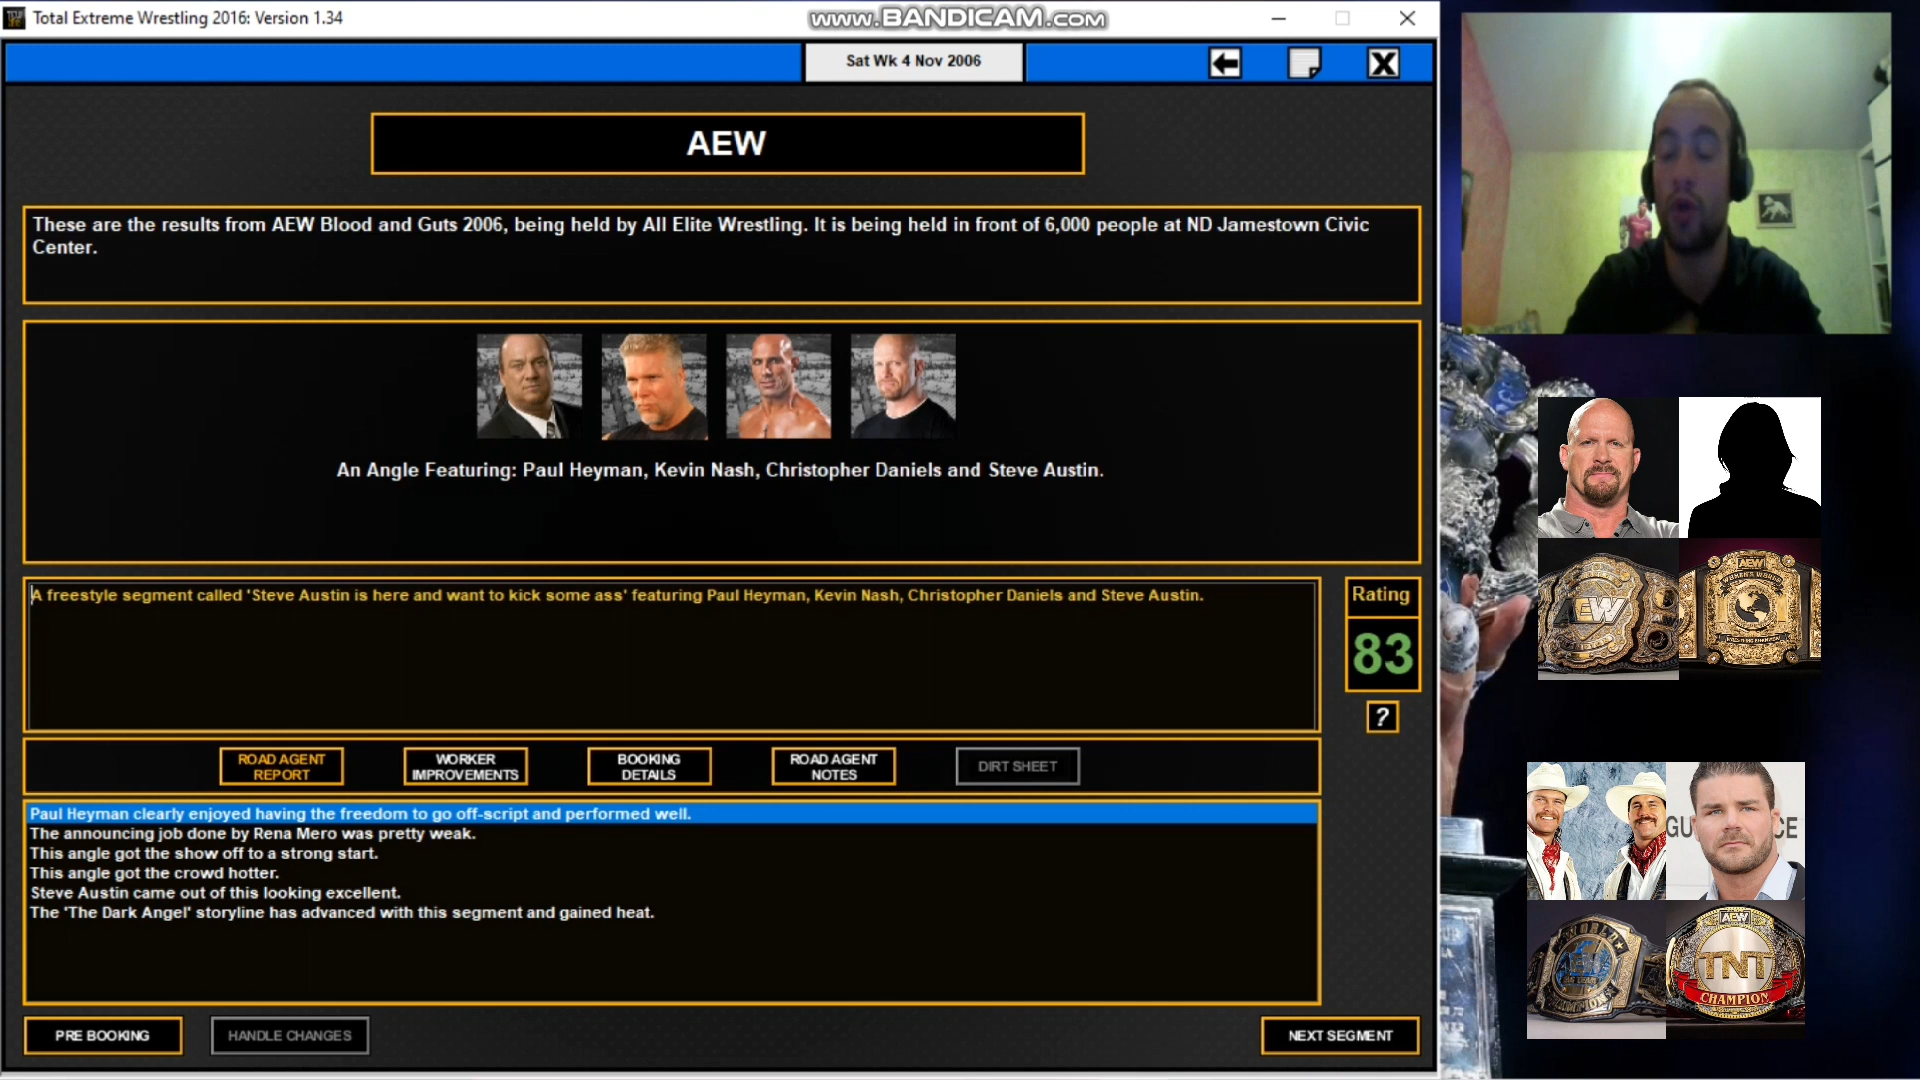 Total Extreme Wrestling 2016: Version 1.34
www.BANDICAM.com
Sat Wk 4 Nov 2006
AEW
These are the results from AEW Blood and Guts 2006, being held by All Elite Wrestling. It is being held in front of 6,000 people at ND Jamestown Civic
Center.
An Angle Featuring: Paul Heyman, Kevin Nash, Christopher Daniels and Steve Austin.
A freestyle segment called 'Steve Austin is here and want to kick some ass' featuring Paul Heyman, Kevin Nash, Christopher Daniels and Steve Austin.
Rating
83
?
ROAD AGENT
REPORT
WORKER
IMPROVEMENTS
BOOKING
DETAILS
ROAD AGENT
NOTES
DIRT SHEET
Paul Heyman clearly enjoyed having the freedom to go off-script and performed well.
The announcing job done by Rena Mero was pretty weak.
This angle got the show off to a strong start.
This angle got the crowd hotter.
Steve Austin came out of this looking excellent.
The 'The Dark Angel' storyline has advanced with this segment and gained heat.
PRE BOOKING
HANDLE CHANGES
NEXT SEGMENT
AEW
AEW
WORLD
AEW
TNT
CHAMPION